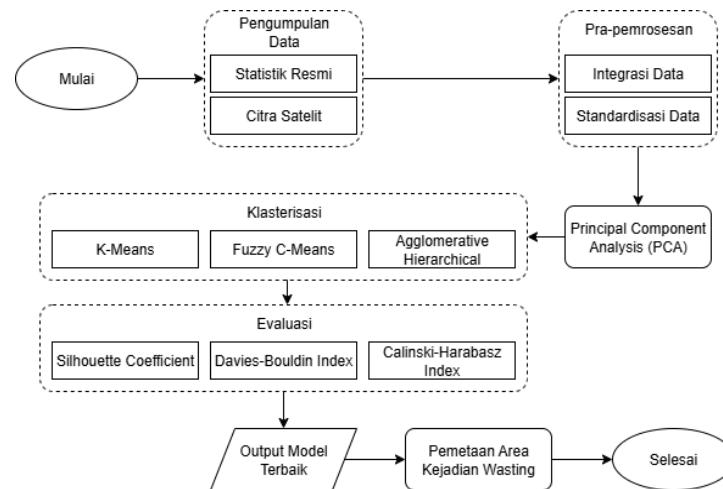 Mulai
Pengumpulan
Data
Statistik Resmi
Citra Satelit
Pra-pemrosesan
Integrasi Data
Standardisasi Data
Principal Component
Analysis (PCA)
Klasterisasi
K-Means
Fuzzy C-Means
Agglomerative
Hierarchical
Evaluasi
Silhouette Coefficient
Davies-Bouldin Index
Calinski-Harabasz
Index
Output Model
Terbaik
Pemetaan Area
Kejadian Wasting
Selesai